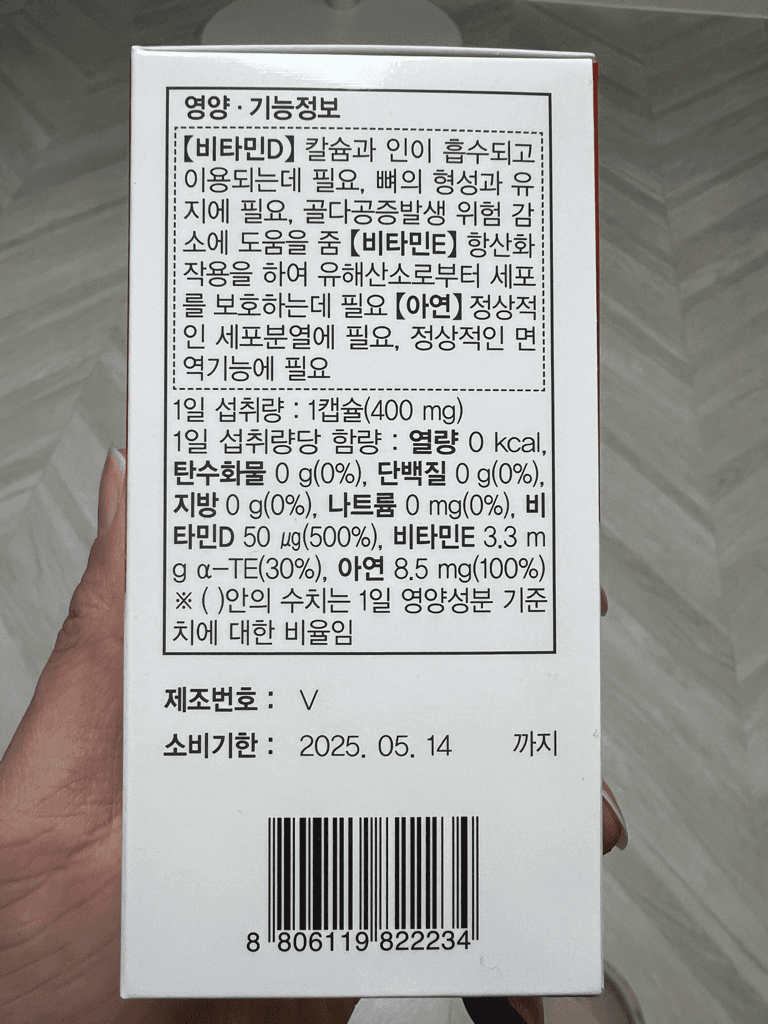 영양 · 기능정보
【비타민D】 칼슘과 인이 흡수되고
이용되는데 필요, 뼈의 형성과 유
지에 필요, 골다공증발생 위험 감
소에 도움을 줌【비타민E】 항산화
작용을 하여 유해산소로부터 세포
를 보호하는데 필요【아연】정상적
인 세포분열에 필요, 정상적인 면
역기능에 필요
1일 섭취량 : 1캡슐(400 mg)
1일 섭취량당 함량 : 열량 0 kcal,
탄수화물 0 g(0%), 단백질 0 g(0%),
지방 0 g(0%), 나트륨 0 mg(0%), 비
타민D 50 μg(500%), 비타민E 3.3 m
g α-TE(30%), 아연 8.5 mg(100%)
※ ( )안의 수치는 1일 영양성분 기준
치에 대한 비율임
제조번호 : V
소비기한 : 2025. 05. 14 까지
8 806119 822234